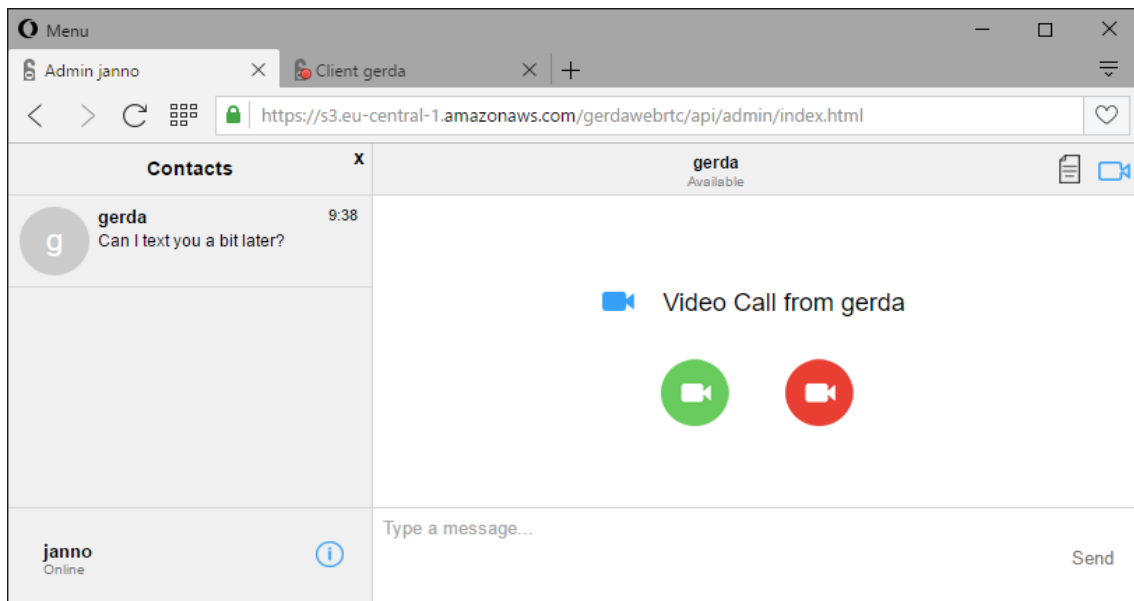 Menu
Admin janno
Client gerda
https://s3.eu-central-1.amazonaws.com/gerdawebrtc/api/admin/index.html
Contacts
X
gerda
9:38
Can I text you a bit later?
g
gerda
Available
Video Call from gerda
janno
Online
i
Type a message...
Send